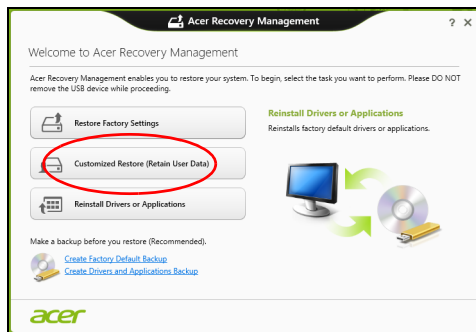 Acer Recovery Management
? X
Welcome to Acer Recovery Management
Acer Recovery Management enables you to restore your system. To begin, select the task you want to perform. Please DO NOT
remove the USB device while proceeding.
Restore Factory Settings
Customized Restore (Retain User Data)
Reinstall Drivers or Applications
Reinstall Drivers or Applications
Reinstalls factory default drivers or applications.
Make a backup before you restore (Recommended).
Create Factory Default Backup
Create Drivers and Applications Backup
acer